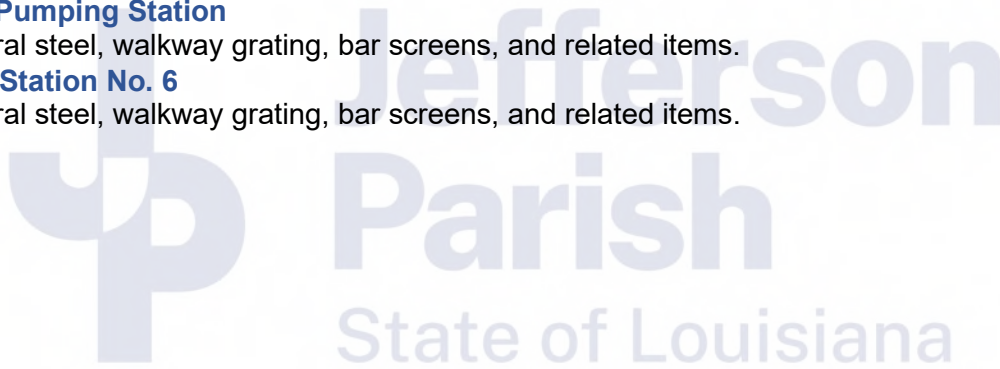 Pumping Station
ral steel, walkway grating, bar screens, and related items.
Station No. 6
ral steel, walkway grating, bar screens, and related items.
Jefferson
Parish
State of Louisiana